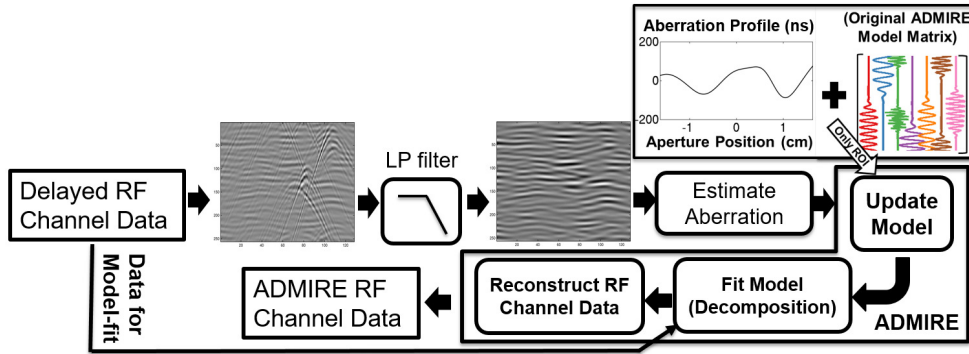 Aberration Profile (ns)
200
0
-200
-1
0
1
Aperture Position (cm)
(Original ADMIRE
Model Matrix)
Only ROI
Delayed RF
Channel Data
LP filter
Estimate
Aberration
Update
Model
Data for
Model-fit
ADMIRE RF
Channel Data
Reconstruct RF
Channel Data
Fit Model
(Decomposition)
ADMIRE